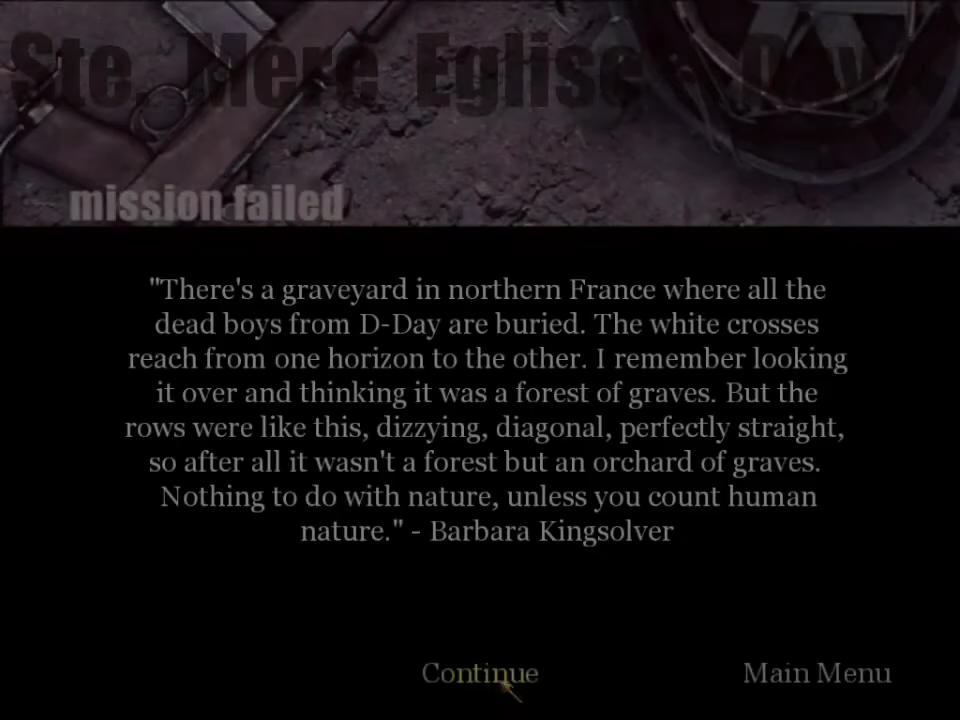 Ste. Mere Eglise - Day
mission failed
"There's a graveyard in northern France where all the
dead boys from D-Day are buried. The white crosses
reach from one horizon to the other. I remember looking
it over and thinking it was a forest of graves. But the
rows were like this, dizzying, diagonal, perfectly straight,
so after all it wasn't a forest but an orchard of graves.
Nothing to do with nature, unless you count human
nature." - Barbara Kingsolver
Continue
Main Menu